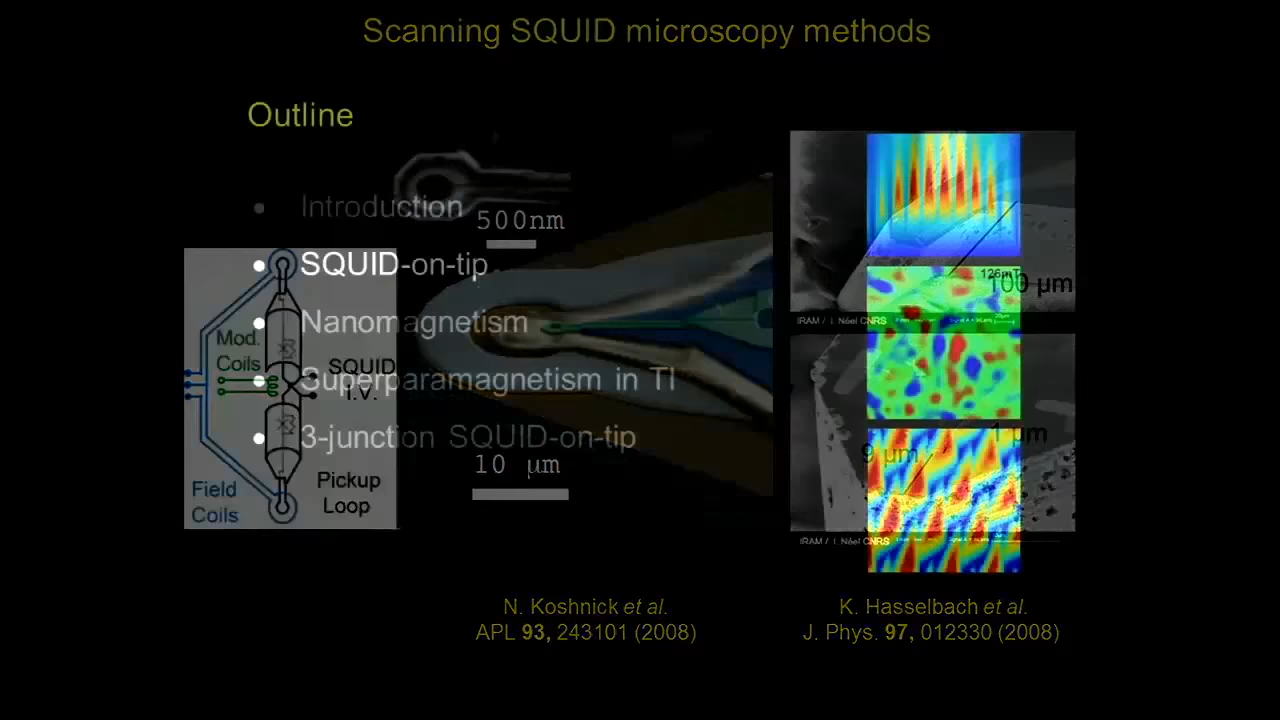 Scanning SQUID microscopy methods
Outline
• Introduction
• SQUID-on-tip
• Nanomagnetism
• Superparamagnetism in TI
• 3-junction SQUID-on-tip
Mod.
Coils
SQUID
I.V.
Field
Coils
Pickup
Loop
500nm
10 μm
126mT
100 μm
IRAM / I. Néel CNRS
1 μm
9 μm
IRAM / I. Néel CNRS
N. Koshnick et al.
APL 93, 243101 (2008)
K. Hasselbach et al.
J. Phys. 97, 012330 (2008)